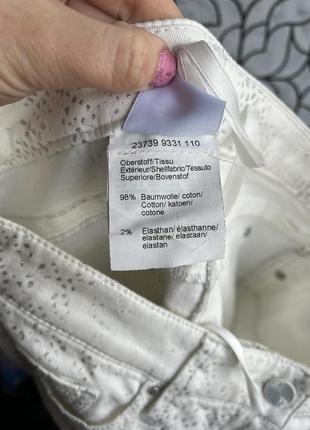 23739 9331 110
Oberstoff/Tissu
Extérieur/Shellfabric/Tessuto
Superiore/Bovenstof
98% Baumwolle/ coton/
Cotton/ katoen/
cotone
2% Elasthan/ élasthanne/
elastane/ elastaan/
elastan